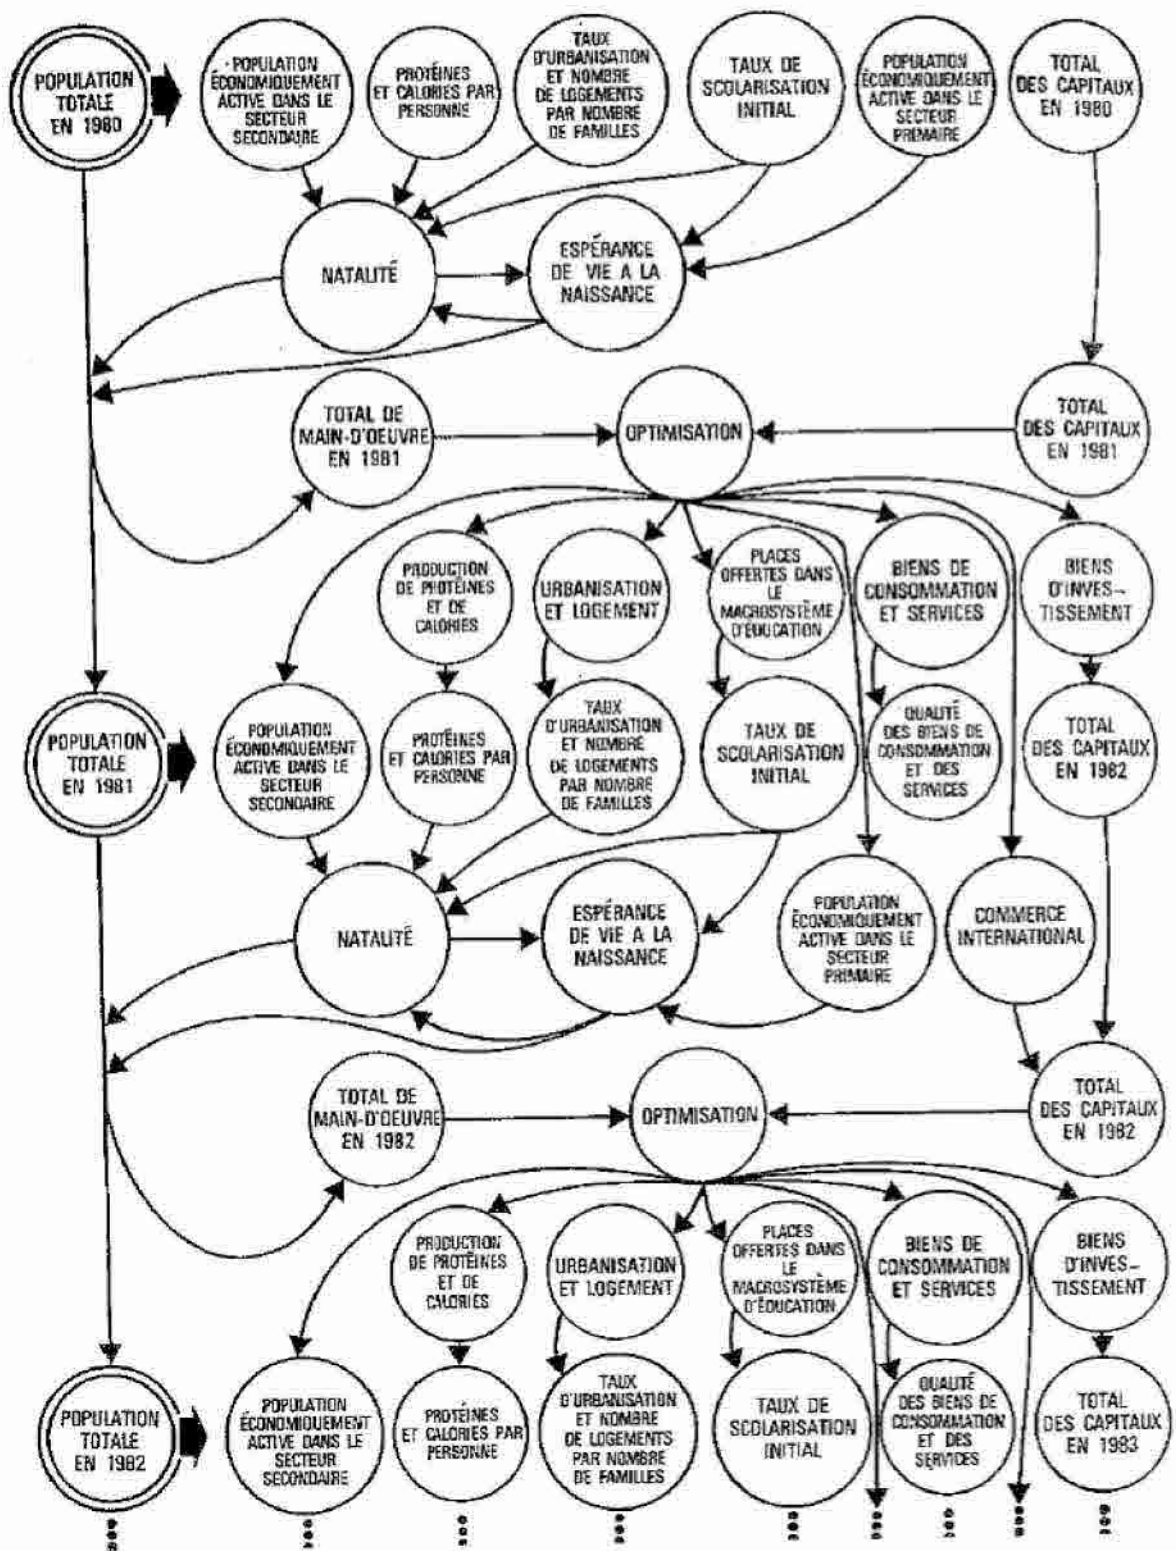 POPULATION
TOTALE
EN 1980
POPULATION
ÉCONOMIQUEMENT
ACTIVE DANS LE
SECTEUR
SECONDAIRE
PROTÉINES
ET CALORIES PAR
PERSONNE
TAUX
D'URBANISATION
ET NOMBRE
DE LOGEMENTS
PAR NOMBRE
DE FAMILLES
TAUX DE
SCOLARISATION
INITIAL
POPULATION
ÉCONOMIQUEMENT
ACTIVE DANS LE
SECTEUR
PRIMAIRE
TOTAL
DES CAPITAUX
EN 1980
NATALITÉ
ESPÉRANCE
DE VIE A LA
NAISSANCE
TOTAL DE
MAIN-D'OEUVRE
EN 1981
OPTIMISATION
TOTAL
DES CAPITAUX
EN 1981
PRODUCTION
DE PROTÉINES
ET DE
CALORIES
URBANISATION
ET LOGEMENT
PLACES
OFFERTES DANS
LE
MACROSYSTÈME
D'ÉDUCATION
BIENS DE
CONSOMMATION
ET SERVICES
BIENS
D'INVES-
TISSEMENT
POPULATION
TOTALE
EN 1981
POPULATION
ÉCONOMIQUEMENT
ACTIVE DANS LE
SECTEUR
SECONDAIRE
PROTÉINES
ET CALORIES PAR
PERSONNE
TAUX
D'URBANISATION
ET NOMBRE
DE LOGEMENTS
PAR NOMBRE
DE FAMILLES
TAUX DE
SCOLARISATION
INITIAL
QUALITÉ
DES BIENS DE
CONSOMMATION
ET DES
SERVICES
TOTAL
DES CAPITAUX
EN 1982
NATALITÉ
ESPÉRANCE
DE VIE A LA
NAISSANCE
POPULATION
ÉCONOMIQUEMENT
ACTIVE DANS LE
SECTEUR
PRIMAIRE
COMMERCE
INTERNATIONAL
TOTAL DE
MAIN-D'OEUVRE
EN 1982
OPTIMISATION
TOTAL
DES CAPITAUX
EN 1982
PRODUCTION
DE PROTÉINES
ET DE
CALORIES
URBANISATION
ET LOGEMENT
PLACES
OFFERTES DANS
LE
MACROSYSTÈME
D'ÉDUCATION
BIENS DE
CONSOMMATION
ET SERVICES
BIENS
D'INVES-
TISSEMENT
POPULATION
TOTALE
EN 1982
POPULATION
ÉCONOMIQUEMENT
ACTIVE DANS LE
SECTEUR
SECONDAIRE
PROTÉINES
ET CALORIES PAR
PERSONNE
TAUX
D'URBANISATION
ET NOMBRE
DE LOGEMENTS
PAR NOMBRE
DE FAMILLES
TAUX DE
SCOLARISATION
INITIAL
QUALITÉ
DES BIENS DE
CONSOMMATION
ET DES
SERVICES
TOTAL
DES CAPITAUX
EN 1983